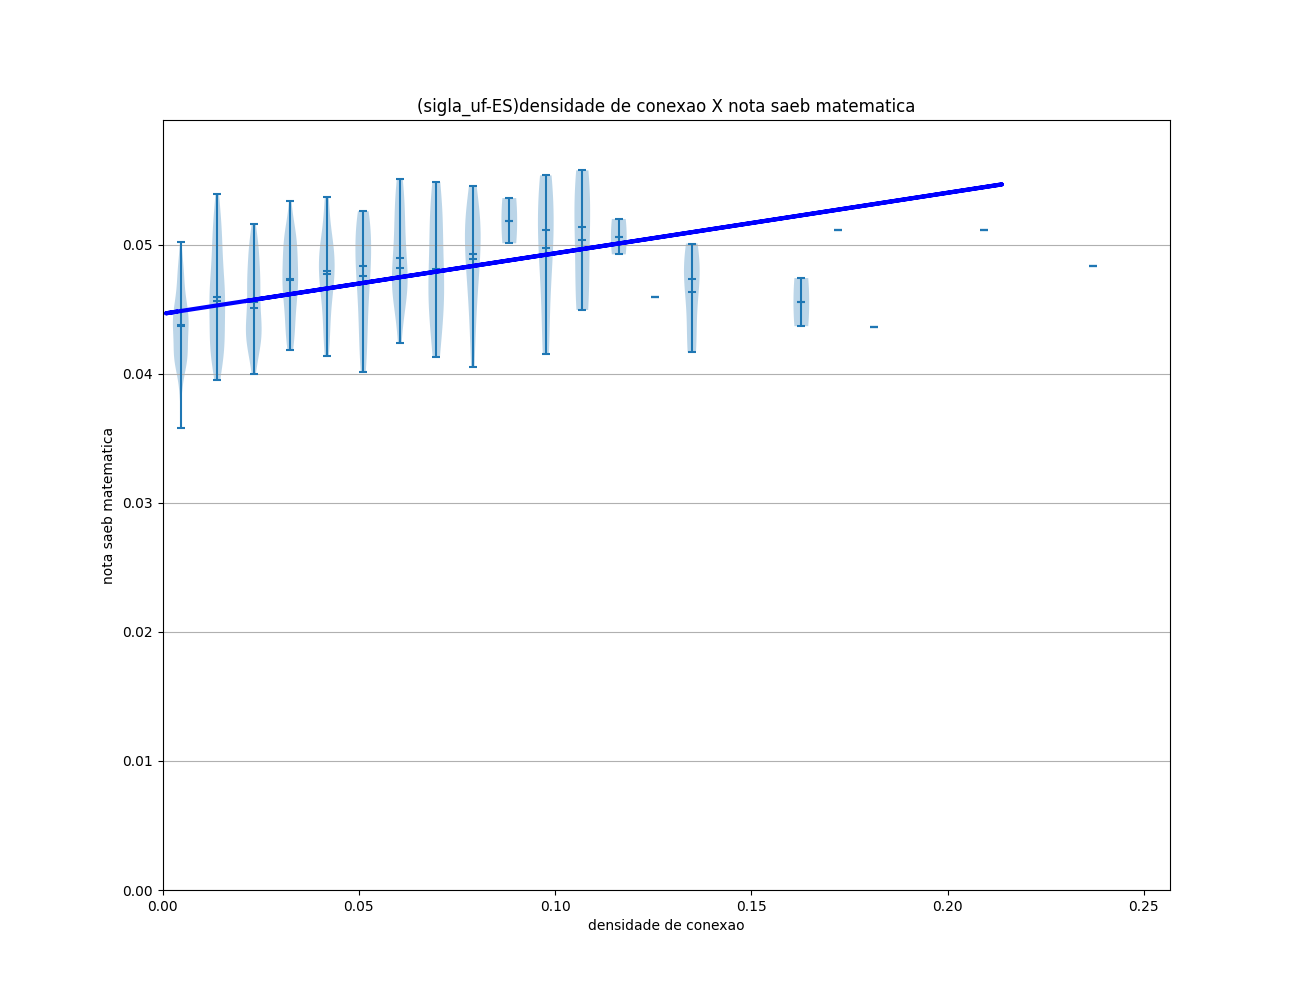 (sigla_uf-ES)densidade de conexao X nota saeb matematica
nota saeb matematica
0.05
0.04
0.03
0.02
0.01
0.00
0.00 0.05 0.10 0.15 0.20 0.25
densidade de conexao